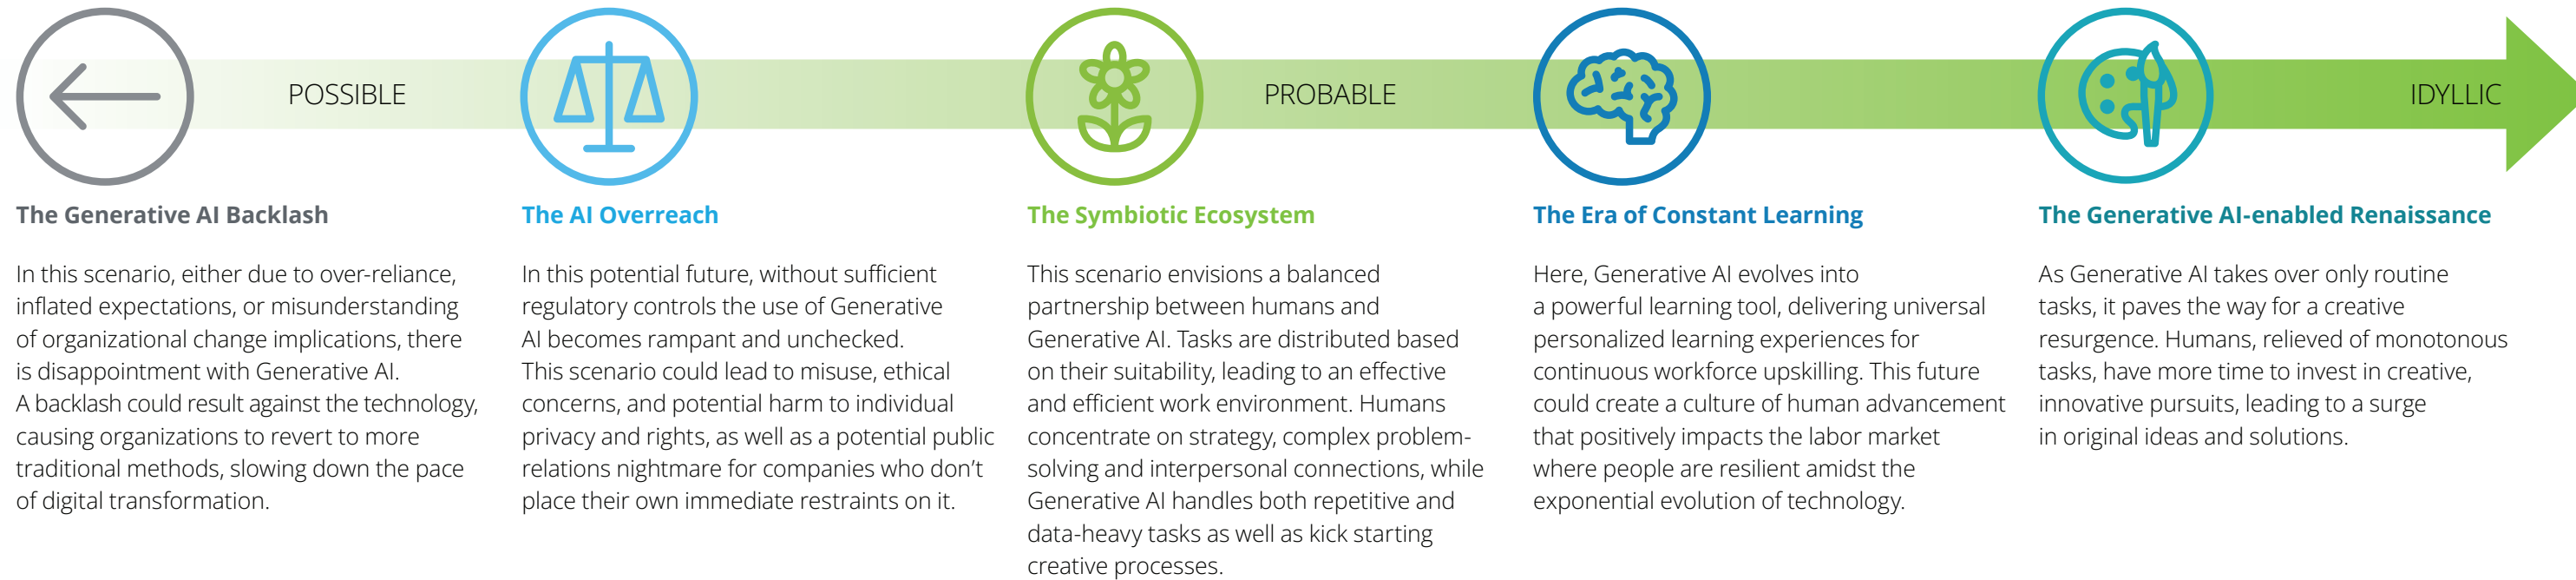 POSSIBLE
PROBABLE
IDYLLIC
The Generative AI Backlash
In this scenario, either due to over-reliance,
inflated expectations, or misunderstanding
of organizational change implications, there
is disappointment with Generative AI.
A backlash could result against the technology,
causing organizations to revert to more
traditional methods, slowing down the pace
of digital transformation.
The AI Overreach
In this potential future, without sufficient
regulatory controls the use of Generative
AI becomes rampant and unchecked.
This scenario could lead to misuse, ethical
concerns, and potential harm to individual
privacy and rights, as well as a potential public
relations nightmare for companies who don’t
place their own immediate restraints on it.
The Symbiotic Ecosystem
This scenario envisions a balanced
partnership between humans and
Generative AI. Tasks are distributed based
on their suitability, leading to an effective
and efficient work environment. Humans
concentrate on strategy, complex problem-
solving and interpersonal connections, while
Generative AI handles both repetitive and
data-heavy tasks as well as kick starting
creative processes.
The Era of Constant Learning
Here, Generative AI evolves into
a powerful learning tool, delivering universal
personalized learning experiences for
continuous workforce upskilling. This future
could create a culture of human advancement
that positively impacts the labor market
where people are resilient amidst the
exponential evolution of technology.
The Generative AI-enabled Renaissance
As Generative AI takes over only routine
tasks, it paves the way for a creative
resurgence. Humans, relieved of monotonous
tasks, have more time to invest in creative,
innovative pursuits, leading to a surge
in original ideas and solutions.